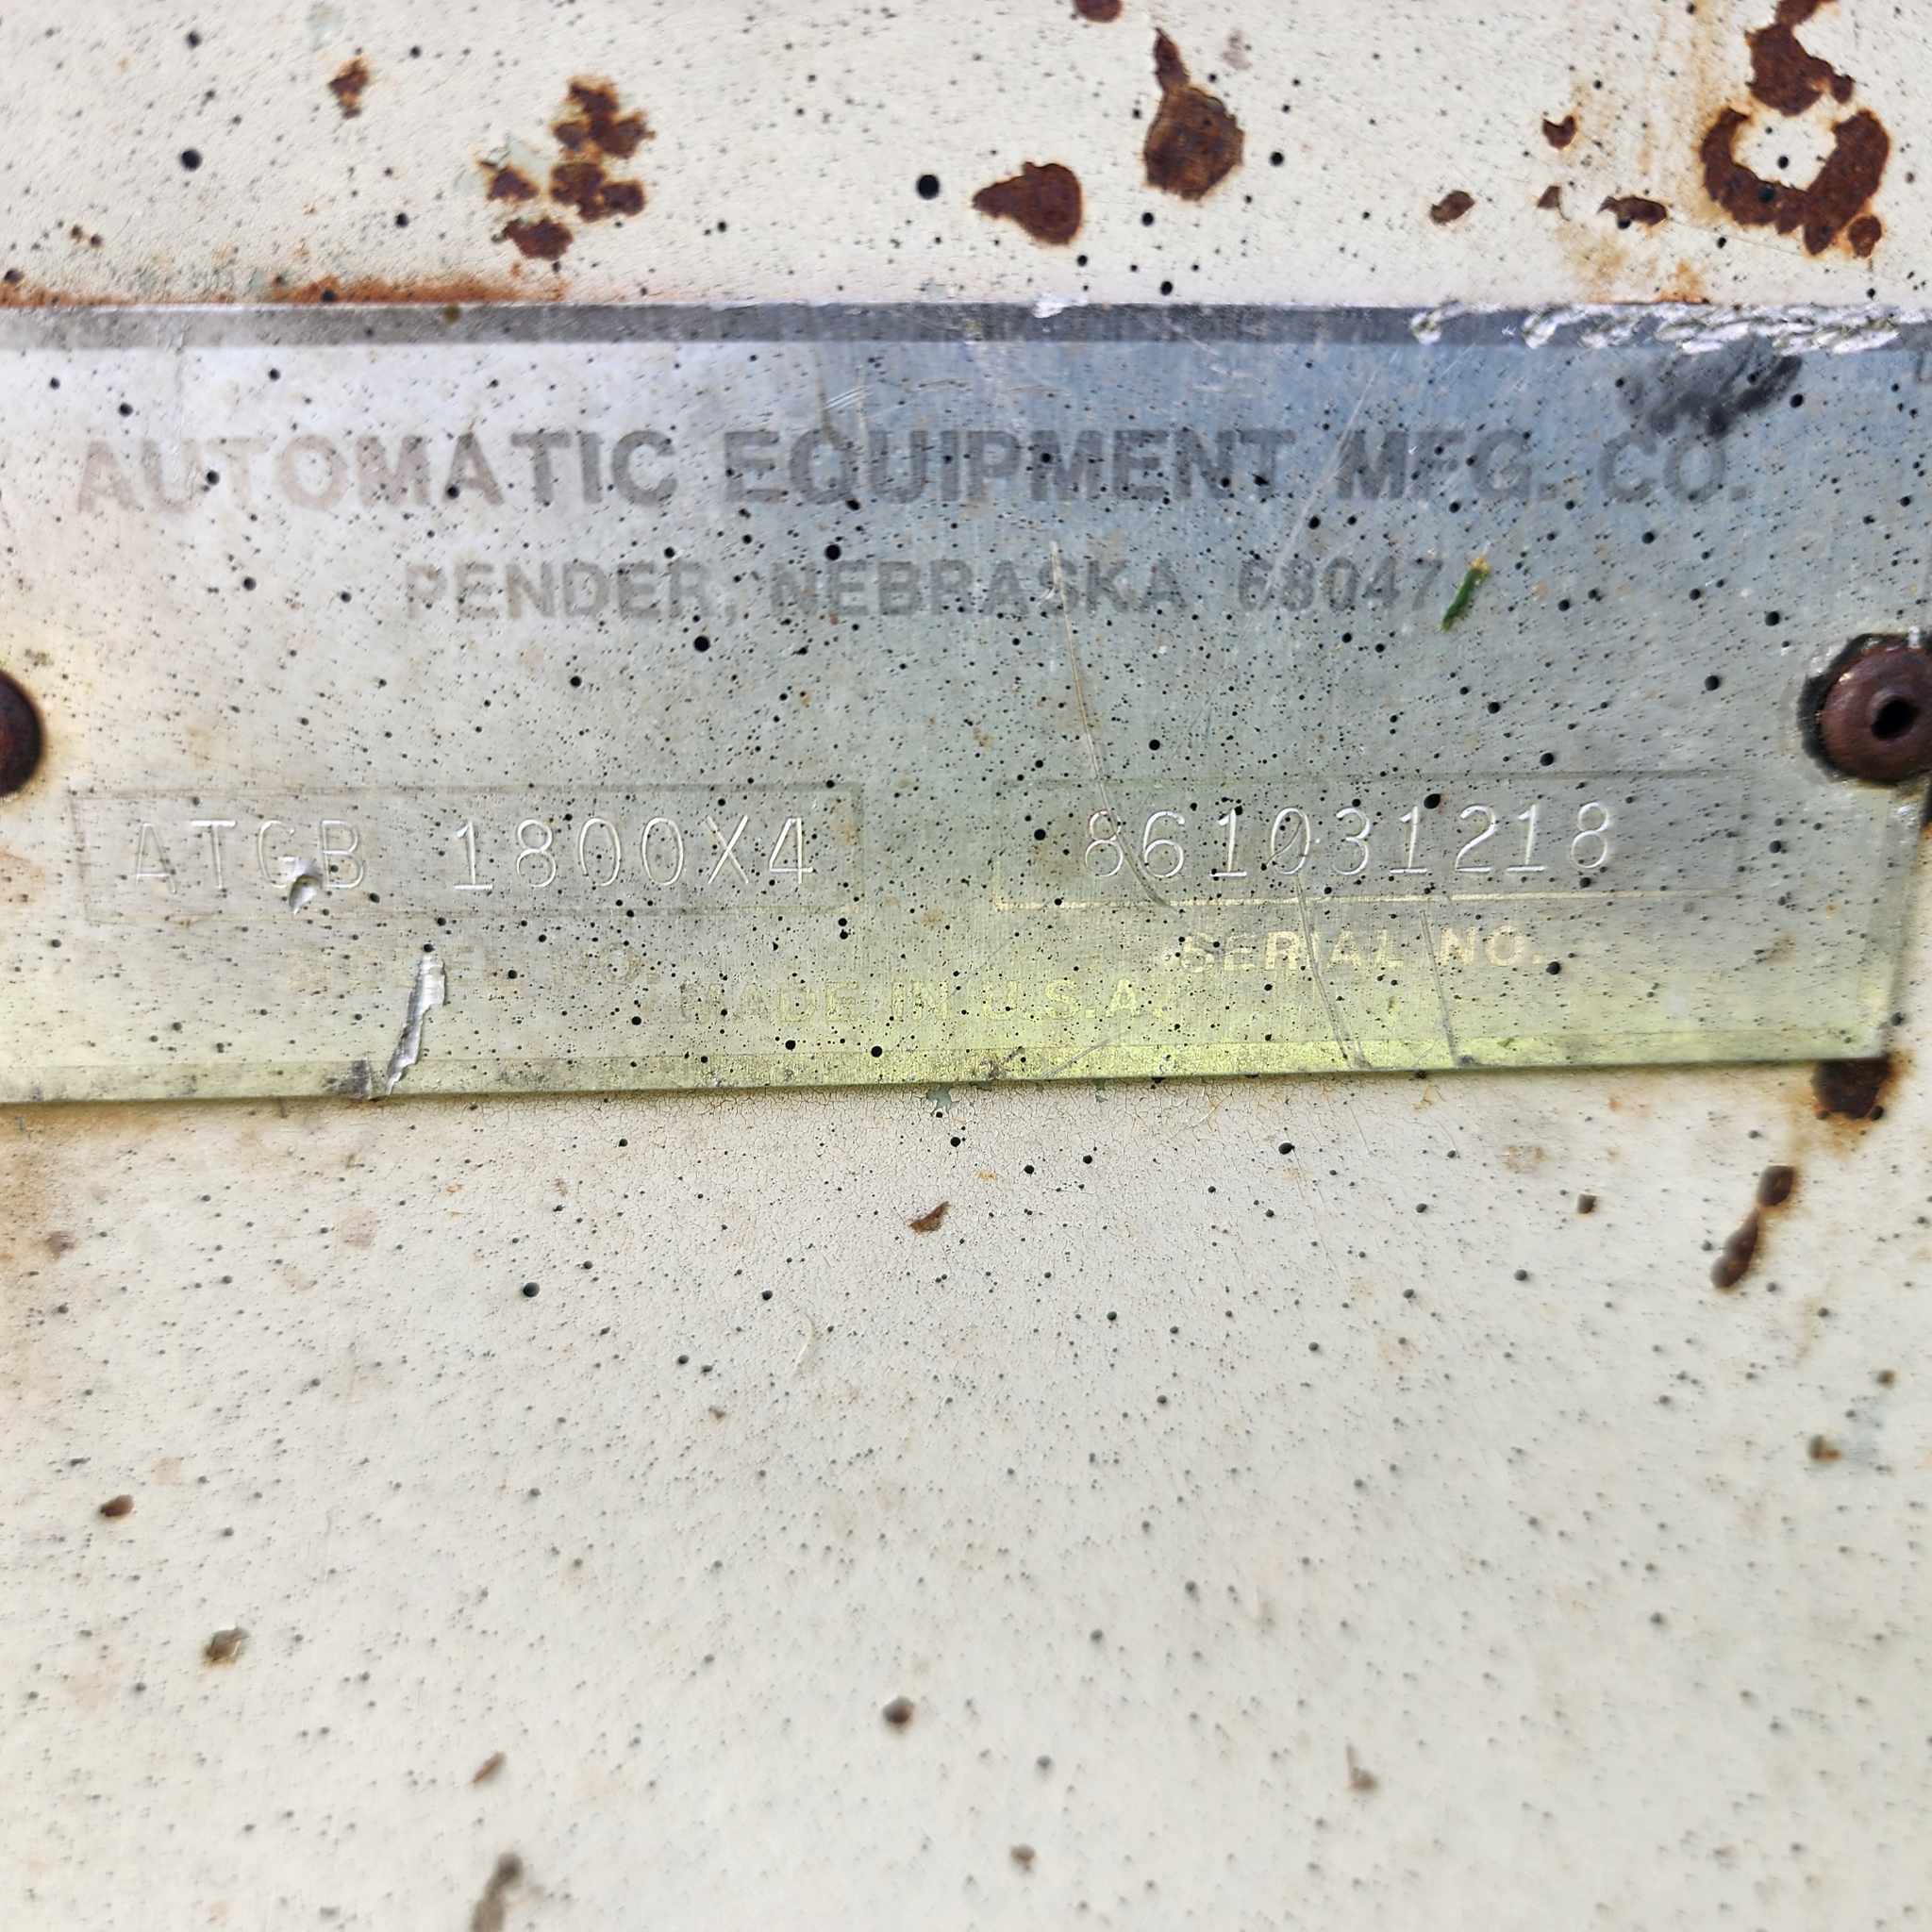 AUTOMATIC EQUIPMENT MFG. CO.
PENDER, NEBRASKA 68047
ATGB 1800X4 861031218
SERIAL NO.
MADE IN U.S.A.